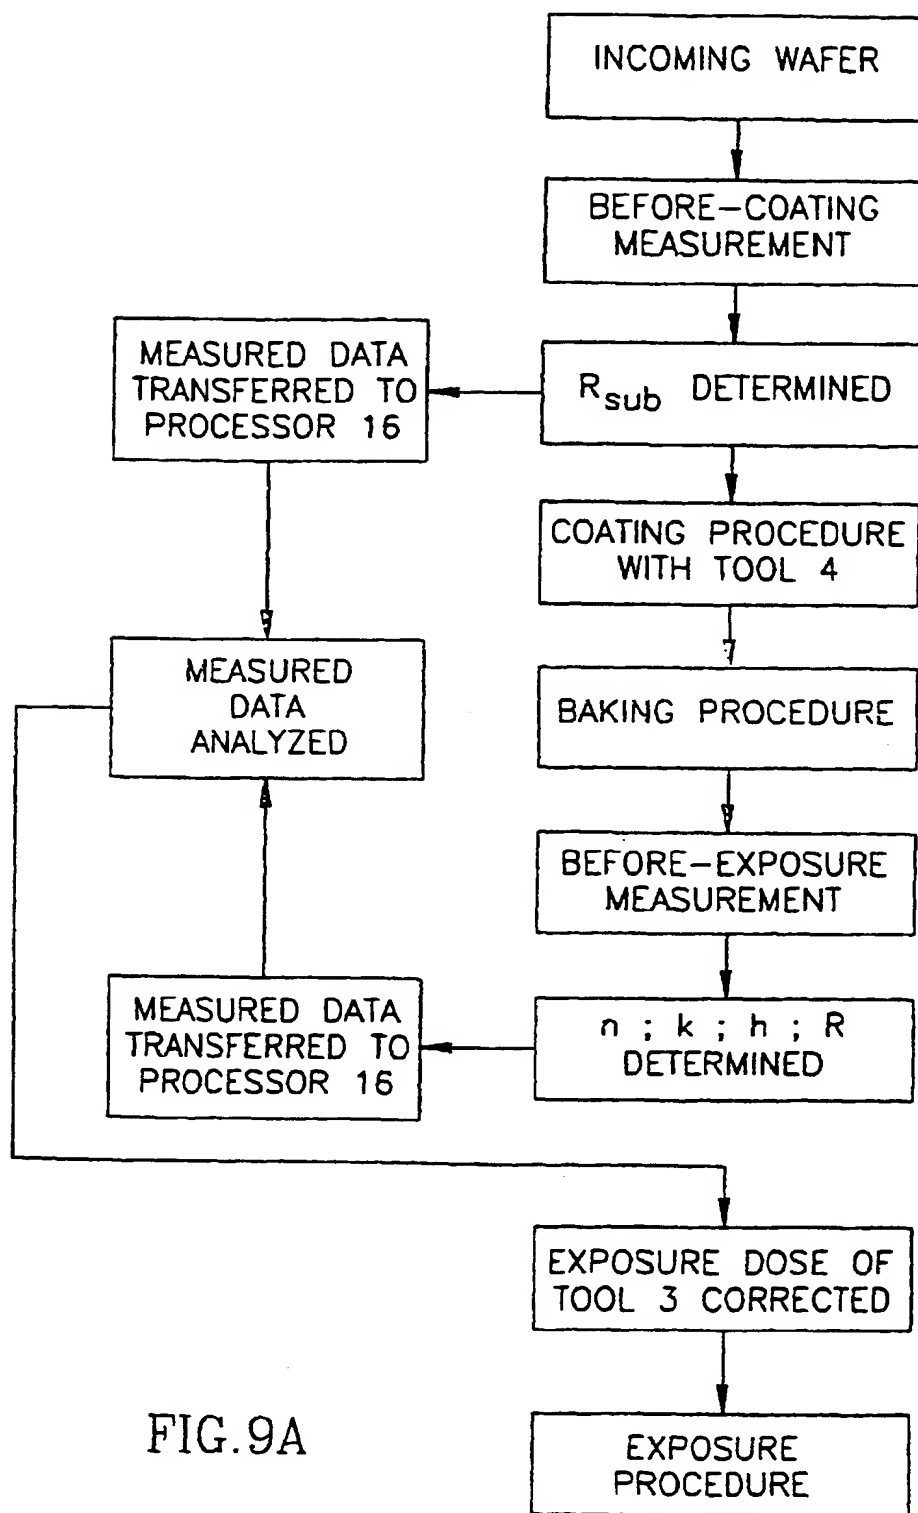 INCOMING WAFER
BEFORE-COATING
MEASUREMENT
MEASURED DATA
TRANSFERRED TO
PROCESSOR 16
Rsub DETERMINED
COATING PROCEDURE
WITH TOOL 4
MEASURED
DATA
ANALYZED
BAKING PROCEDURE
BEFORE-EXPOSURE
MEASUREMENT
MEASURED DATA
TRANSFERRED TO
PROCESSOR 16
n ; k ; h ; R
DETERMINED
EXPOSURE DOSE OF
TOOL 3 CORRECTED
EXPOSURE
PROCEDURE
FIG.9A